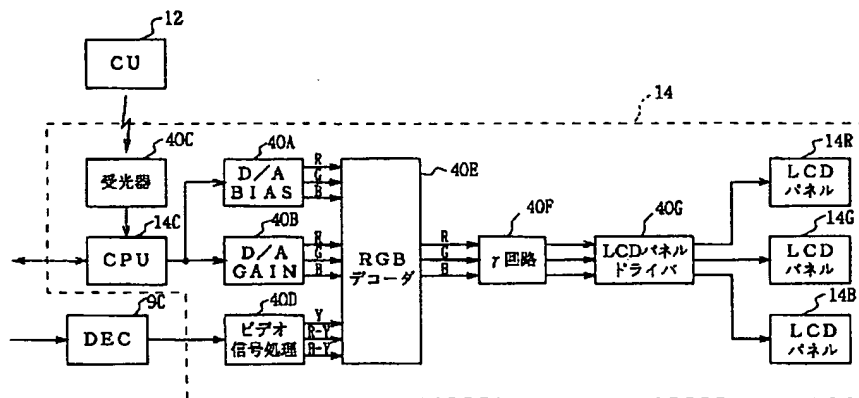 12
CU
14
40C
受光器
14C
CPU
40A
D/A
BIAS
R
G
B
40B
D/A
GAIN
R
G
B
9C
DEC
40D
ビデオ
信号処理
Y
R-Y
B-Y
40E
RGB
デコーダ
R
G
B
40F
γ回路
40G
LCDパネル
ドライバ
14R
LCD
パネル
14G
LCD
パネル
14B
LCD
パネル